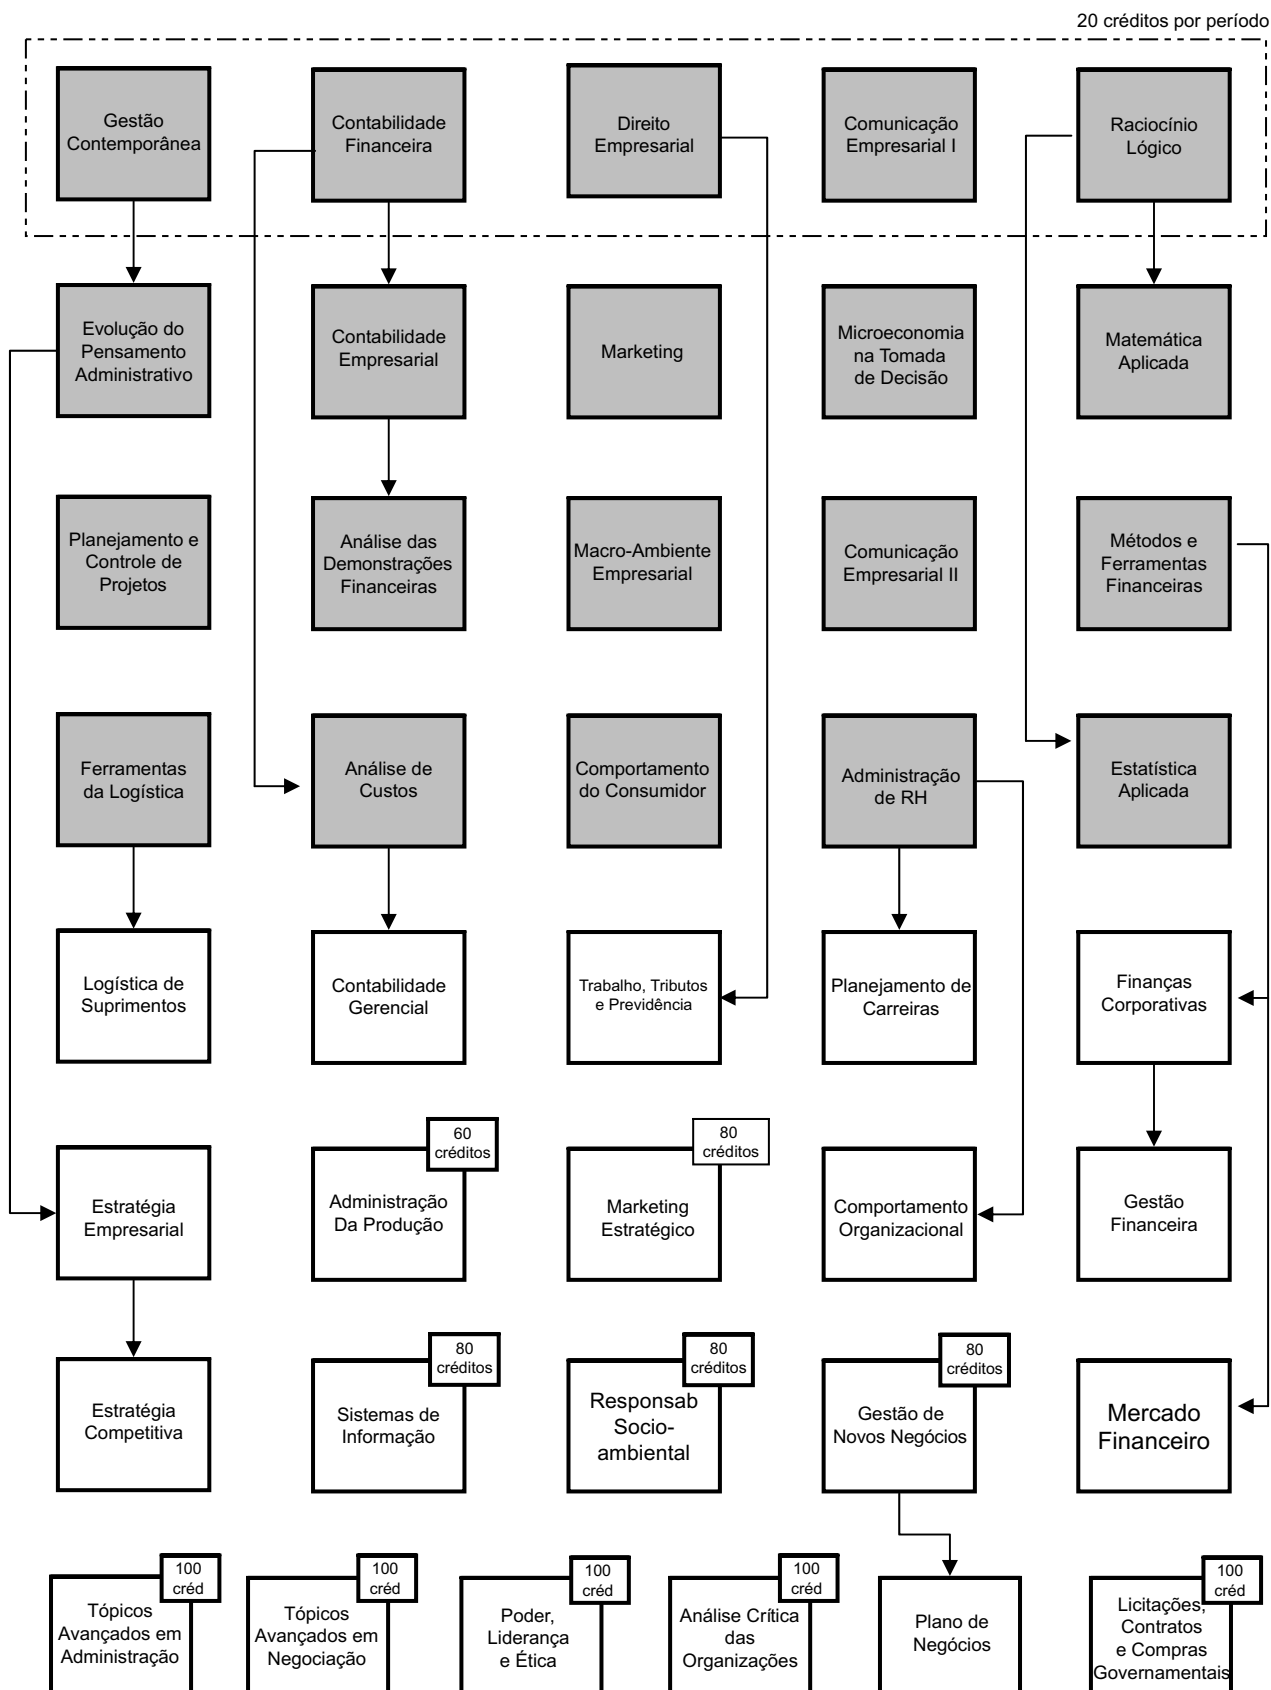 20 créditos por período
Gestão
Contemporânea
Contabilidade
Financeira
Direito
Empresarial
Comunicação
Empresarial I
Raciocínio
Lógico
Evolução do
Pensamento
Administrativo
Contabilidade
Empresarial
Marketing
Microeconomia
na Tomada
de Decisão
Matemática
Aplicada
Planejamento e
Controle de
Projetos
Análise das
Demonstrações
Financeiras
Macro-Ambiente
Empresarial
Comunicação
Empresarial II
Métodos e
Ferramentas
Financeiras
Ferramentas
da Logística
Análise de
Custos
Comportamento
do Consumidor
Administração
de RH
Estatística
Aplicada
Logística de
Suprimentos
Contabilidade
Gerencial
Trabalho, Tributos
e Previdência
Planejamento de
Carreiras
Finanças
Corporativas
Estratégia
Empresarial
60
créditos
Administração
Da Produção
80
créditos
Marketing
Estratégico
Comportamento
Organizacional
Gestão
Financeira
Estratégia
Competitiva
80
créditos
Sistemas de
Informação
80
créditos
Responsab
Socio-
ambiental
80
créditos
Gestão de
Novos Negócios
Mercado
Financeiro
100
créd
Tópicos
Avançados em
Administração
100
créd
Tópicos
Avançados em
Negociação
100
créd
Poder,
Liderança
e Ética
100
créd
Análise Crítica
das
Organizações
Plano de
Negócios
100
créd
Licitações,
Contratos
e Compras
Governamentais